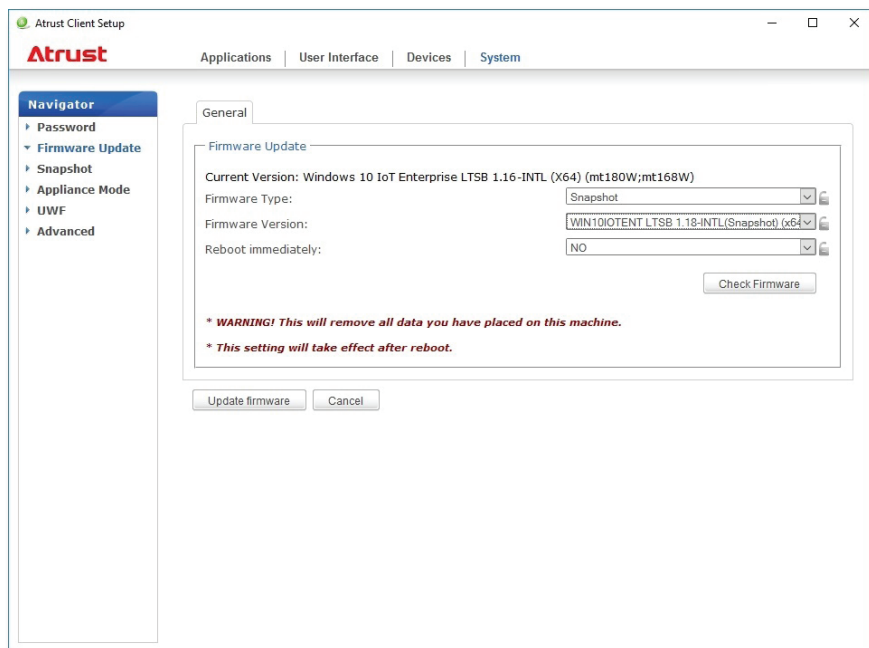 Atrust Client Setup
Atrust
Applications User Interface Devices System
Navigator
Password
Firmware Update
Snapshot
Appliance Mode
UWF
Advanced
General
Firmware Update
Current Version: Windows 10 IoT Enterprise LTSB 1.16-INTL (X64) (mt180W;mt168W)
Firmware Type: Snapshot
Firmware Version: WIN10IOTENT LTSB 1.18-INTL(Snapshot) (x64
Reboot immediately: NO
Check Firmware
* WARNING! This will remove all data you have placed on this machine.
* This setting will take effect after reboot.
Update firmware Cancel